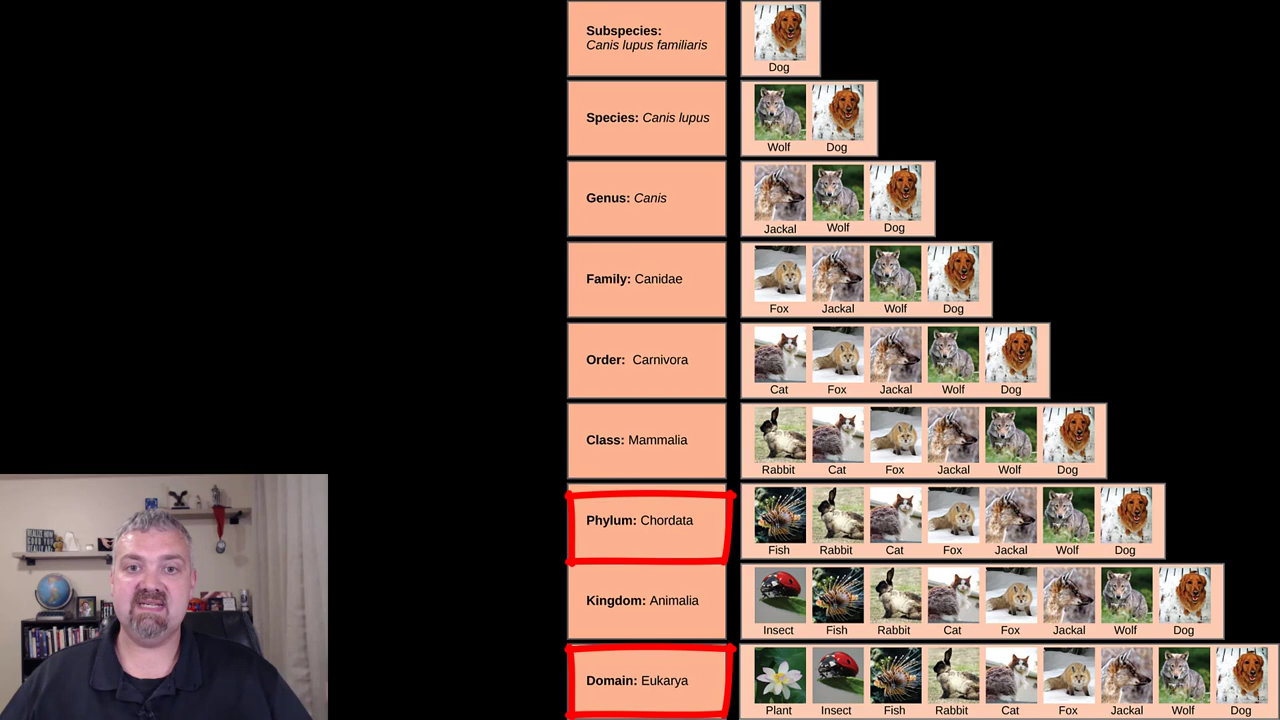 Subspecies:
Canis lupus familiaris
Dog
Species: Canis lupus
Wolf Dog
Genus: Canis
Jackal Wolf Dog
Family: Canidae
Fox Jackal Wolf Dog
Order: Carnivora
Cat Fox Jackal Wolf Dog
Class: Mammalia
Rabbit Cat Fox Jackal Wolf Dog
Phylum: Chordata
Fish Rabbit Cat Fox Jackal Wolf Dog
Kingdom: Animalia
Insect Fish Rabbit Cat Fox Jackal Wolf Dog
Domain: Eukarya
Plant Insect Fish Rabbit Cat Fox Jackal Wolf Dog